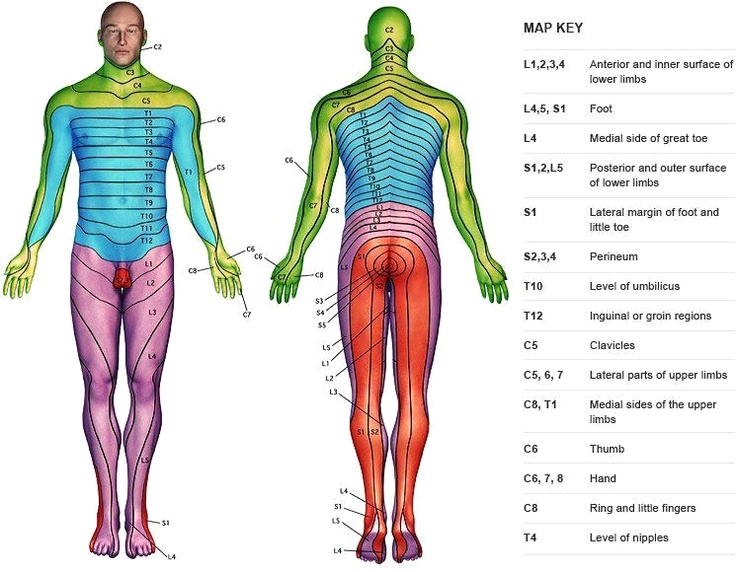 C2
C3
C4
C5
T1
T2
T3
T4
T5
T6
T7
T8
T9
T10
T11
T12
C6
C5
T1
L1
L2
L3
L4
L5
C6
C8
C7
S1
L4
C2
C3
C4
C5
C6
C7
C8
T1
T2
T3
T4
T5
T6
T7
T8
T9
T10
T11
T12
L1
L2
L3
L4
C6
C7
C8
C6
C7
C8
L5
S1
S2
S3
S4
S5
L5
L1
L2
L3
S1
S2
L4
S1
L5
L4
MAP KEY
L1,2,3,4 Anterior and inner surface of
lower limbs
L4,5, S1 Foot
L4 Medial side of great toe
S1,2,L5 Posterior and outer surface
of lower limbs
S1 Lateral margin of foot and
little toe
S2,3,4 Perineum
T10 Level of umbilicus
T12 Inguinal or groin regions
C5 Clavicles
C5, 6, 7 Lateral parts of upper limbs
C8, T1 Medial sides of the upper
limbs
C6 Thumb
C6, 7, 8 Hand
C8 Ring and little fingers
T4 Level of nipples